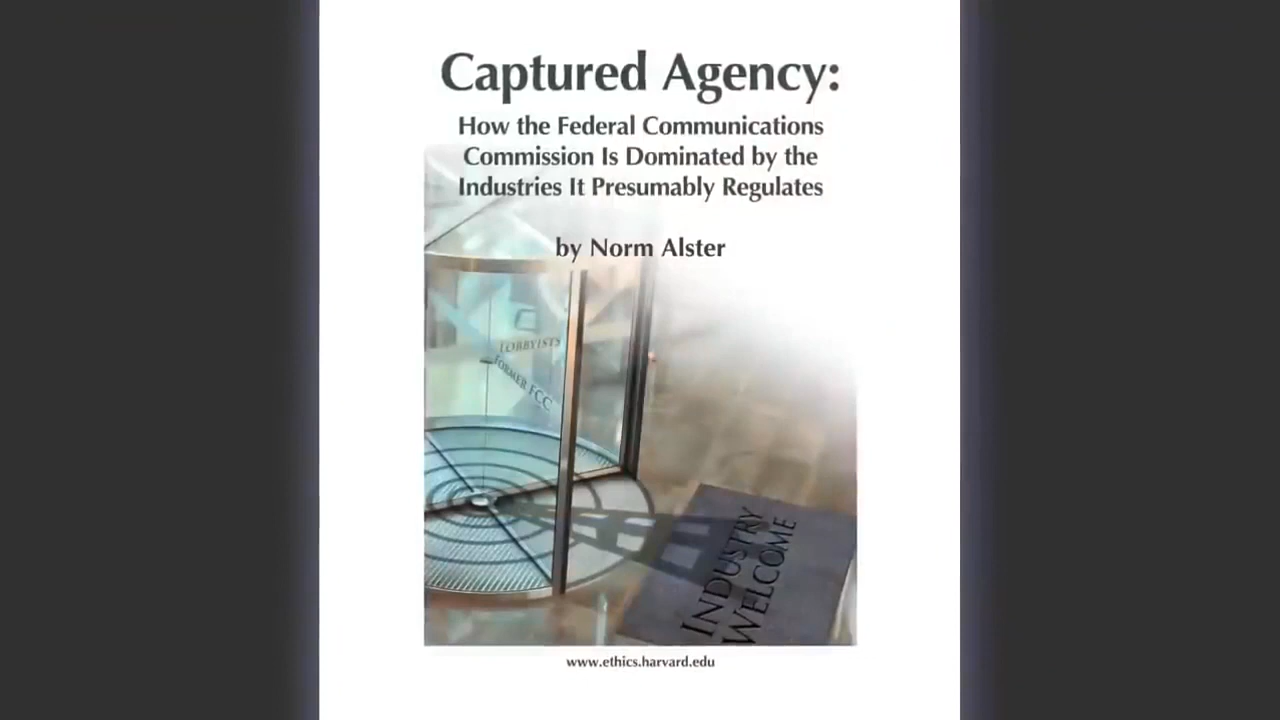 Captured Agency:
How the Federal Communications
Commission Is Dominated by the
Industries It Presumably Regulates
by Norm Alster
LOBBYISTS
FORMER FCC
INDUSTRY
WELCOME
www.ethics.harvard.edu